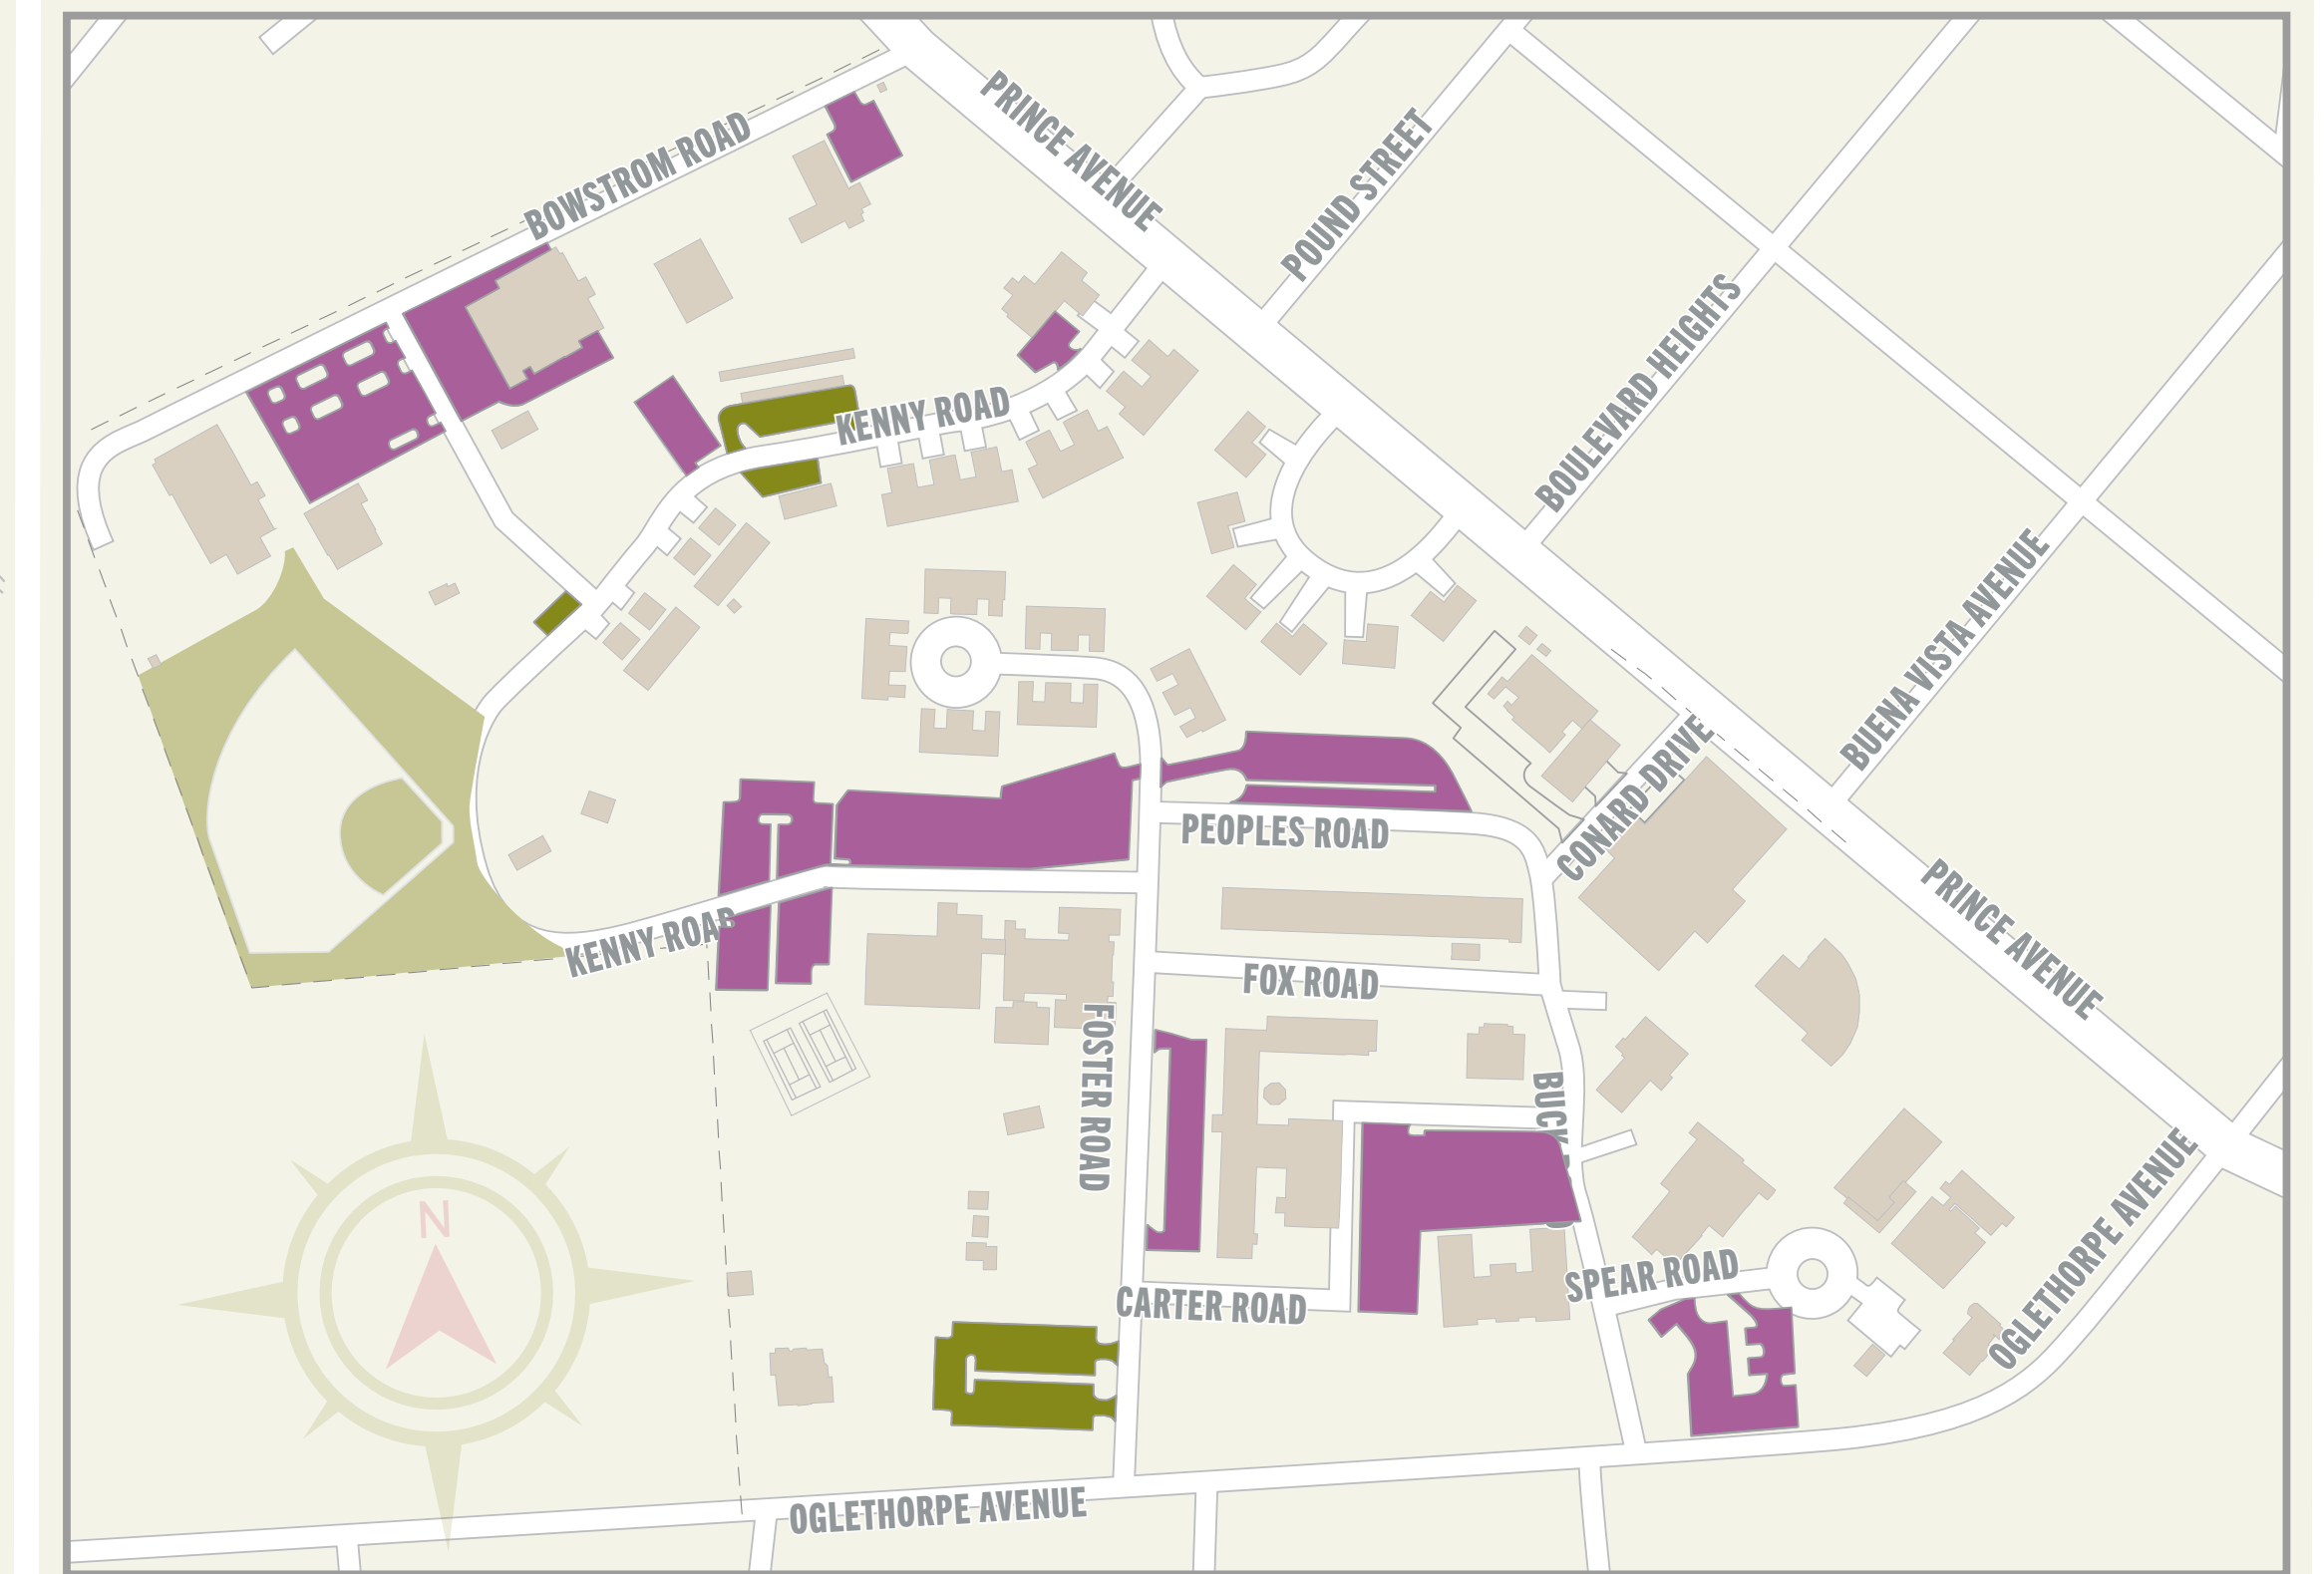 PRINCE AVENUE
BOWSTROM ROAD
POUND STREET
BOULEVARD HEIGHTS
KENNY ROAD
BUENA VISTA AVENUE
CONARD DRIVE
PEOPLES ROAD
KENNY ROAD
FOX ROAD
PRINCE AVENUE
FOSTER ROAD
BUCK
N
SPEAR ROAD
OGLETHORPE AVENUE
CARTER ROAD
OGLETHORPE AVENUE